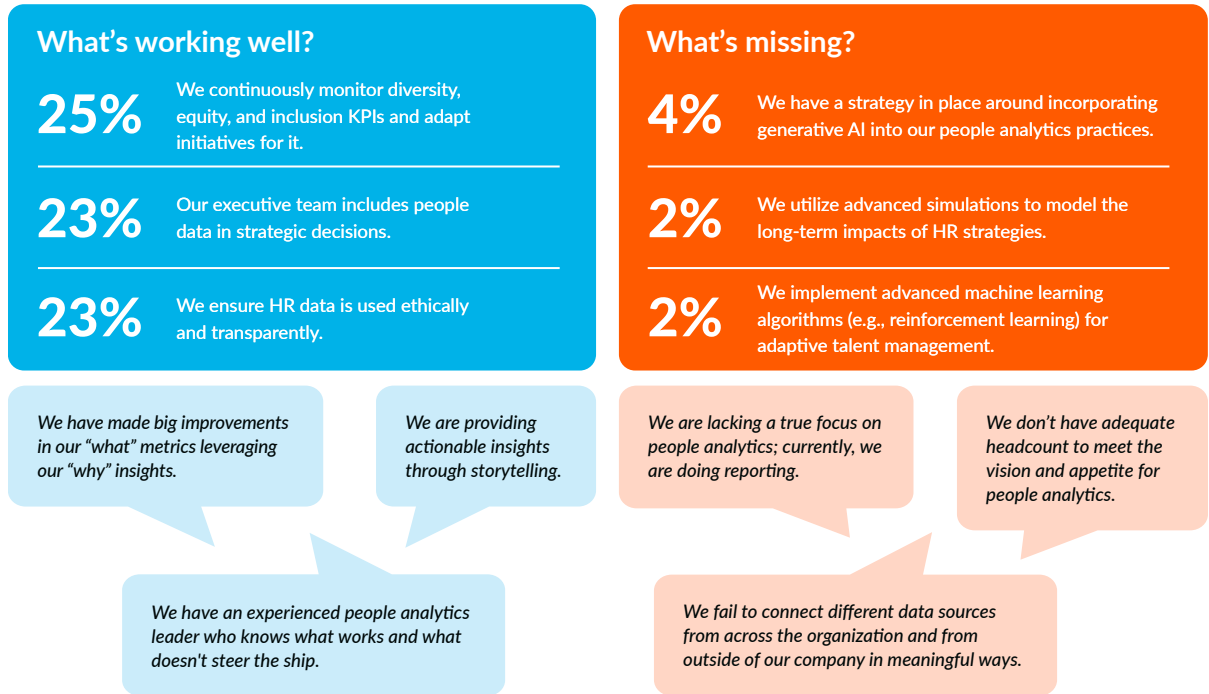 What's working well?
25%
We continuously monitor diversity,
equity, and inclusion KPIs and adapt
initiatives for it.
23%
Our executive team includes people
data in strategic decisions.
23%
We ensure HR data is used ethically
and transparently.
What's missing?
4%
We have a strategy in place around incorporating
generative AI into our people analytics practices.
2%
We utilize advanced simulations to model the
long-term impacts of HR strategies.
2%
We implement advanced machine learning
algorithms (e.g., reinforcement learning) for
adaptive talent management.
We have made big improvements
in our “what” metrics leveraging
our “why” insights.
We are providing
actionable insights
through storytelling.
We have an experienced people analytics
leader who knows what works and what
doesn't steer the ship.
We are lacking a true focus on
people analytics; currently, we
are doing reporting.
We don’t have adequate
headcount to meet the
vision and appetite for
people analytics.
We fail to connect different data sources
from across the organization and from
outside of our company in meaningful ways.